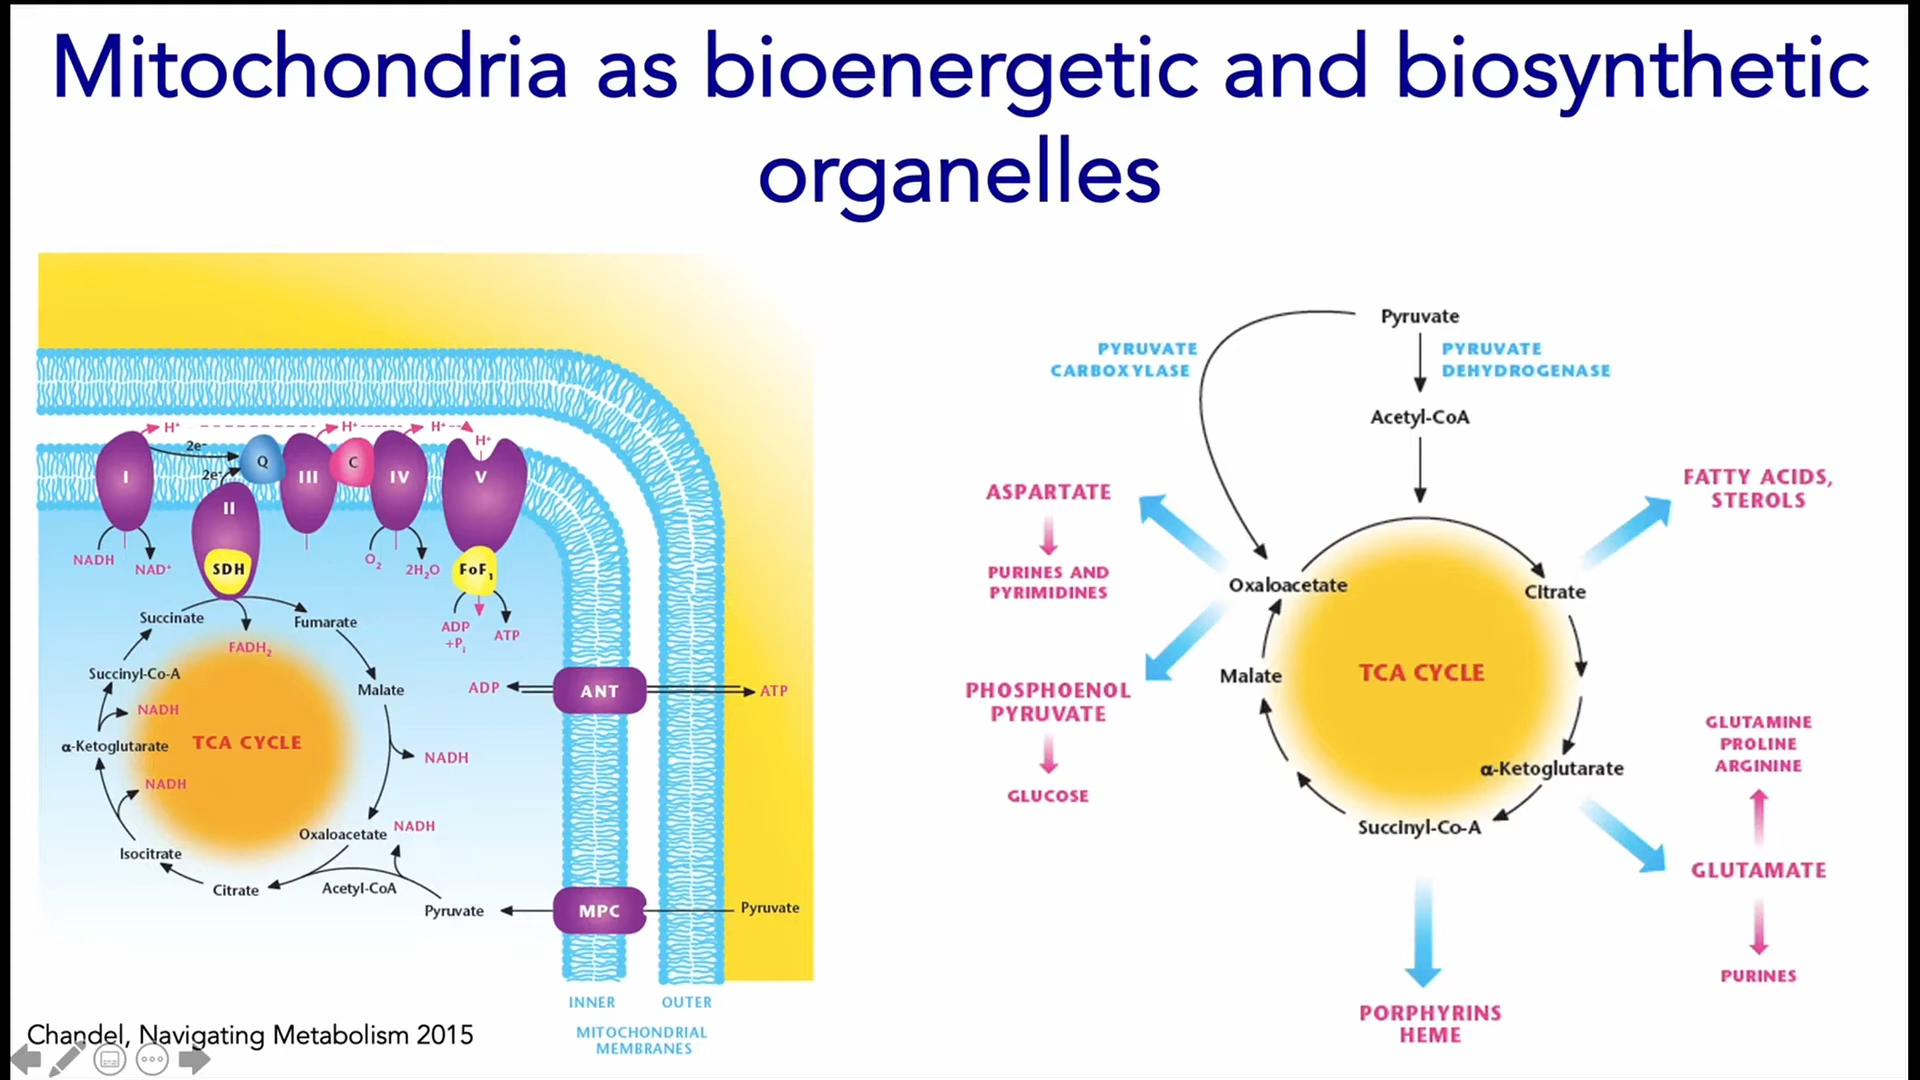 Mitochondria as bioenergetic and biosynthetic
organelles
H⁺
H⁺
H⁺
H⁺
2e⁻
2e⁻
I
Q
III
C
IV
V
II
SDH
NADH
NAD⁺
O₂
2H₂O
FoF₁
ADP
+Pᵢ
ATP
Succinate
Fumarate
FADH₂
Succinyl-Co-A
Malate
NADH
α-Ketoglutarate
TCA CYCLE
NADH
NADH
Oxaloacetate
NADH
Isocitrate
Citrate
Acetyl-CoA
Pyruvate
ADP
ANT
ATP
MPC
Pyruvate
INNER
OUTER
MITOCHONDRIAL
MEMBRANES
Chandel, Navigating Metabolism 2015
Pyruvate
PYRUVATE
CARBOXYLASE
PYRUVATE
DEHYDROGENASE
Acetyl-CoA
ASPARTATE
PURINES AND
PYRIMIDINES
FATTY ACIDS,
STEROLS
Oxaloacetate
Citrate
Malate
TCA CYCLE
PHOSPHOENOL
PYRUVATE
GLUCOSE
α-Ketoglutarate
Succinyl-Co-A
GLUTAMINE
PROLINE
ARGININE
GLUTAMATE
PURINES
PORPHYRINS
HEME